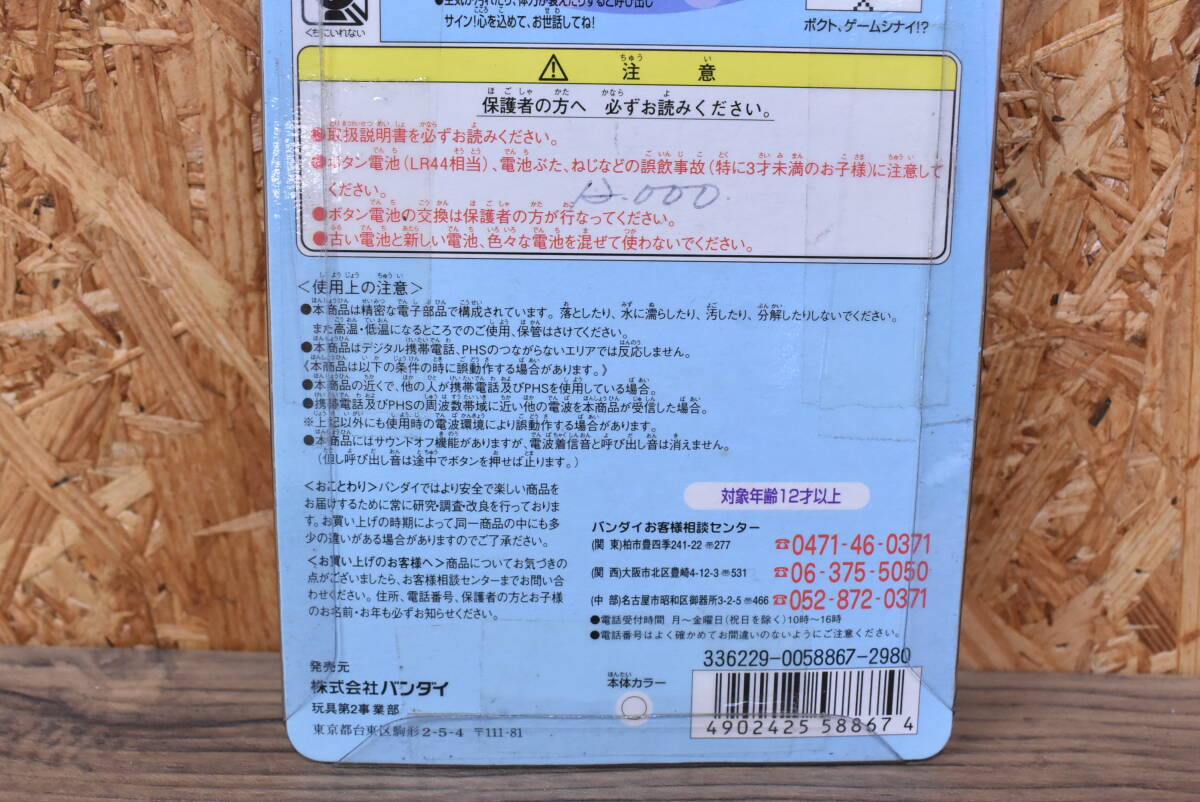 くちにいれない
サイン!心を込めて、お世話してね!
ボクト、ゲームシナイ!?
注意
保護者の方へ 必ずお読みください。
●取扱説明書を必ずお読みください。
●ボタン電池(LR44相当)、電池ぶた、ねじなどの誤飲事故(特に3才未満のお子様)に注意して
ください。
●ボタン電池の交換は保護者の方が行なってください。
●古い電池と新しい電池、色々な電池を混ぜて使わないでください。
<使用上の注意>
●本商品は精密な電子部品で構成されています。落としたり、水に濡らしたり、汚したり、分解したりしないでください。
また高温・低温になるところでのご使用、保管はさけてください。
●本商品はデジタル携帯電話、PHSのつながらないエリアでは反応しません。
《本商品は以下の条件の時に誤動作する場合があります。》
●本商品の近くで、他の人が携帯電話及びPHSを使用している場合。
●携帯電話及びPHSの周波数帯域に近い他の電波を本商品が受信した場合。
※上記以外にも使用時の電波環境により誤動作する場合があります。
●本商品にはサウンドオフ機能がありますが、電波着信音と呼び出し音は消えません。
(但し呼び出し音は途中でボタンを押せば止ります。)
<おことわり>バンダイではより安全で楽しい商品を
お届けするために常に研究・調査・改良を行っておりま
す。お買い上げの時期によって、同一商品の中にも多
少の違いがある場合がありますのでご了承ください。
<お買い上げのお客様へ>商品についてお気づきの
点がございましたら、お客様相談センターまでお問い合
わせください。住所、電話番号、保護者の方とお子様
のお名前・お年も必ずお知らせください。
対象年齢12才以上
バンダイお客様相談センター
(関 東)柏市豊四季241-22 〒277 ☎0471-46-0371
(関 西)大阪市北区豊崎4-12-3 〒531 ☎06-375-5050
(中 部)名古屋市昭和区御器所3-2-5 〒466 ☎052-872-0371
●電話受付時間 月〜金曜日(祝日を除く)10時〜16時
●電話番号はよく確かめてお間違いのないようにご注意ください。
336229-0058867-2980
発売元
株式会社バンダイ
玩具第2事業部
東京都台東区駒形2-5-4 〒111-81
本体カラー
4902425 588674